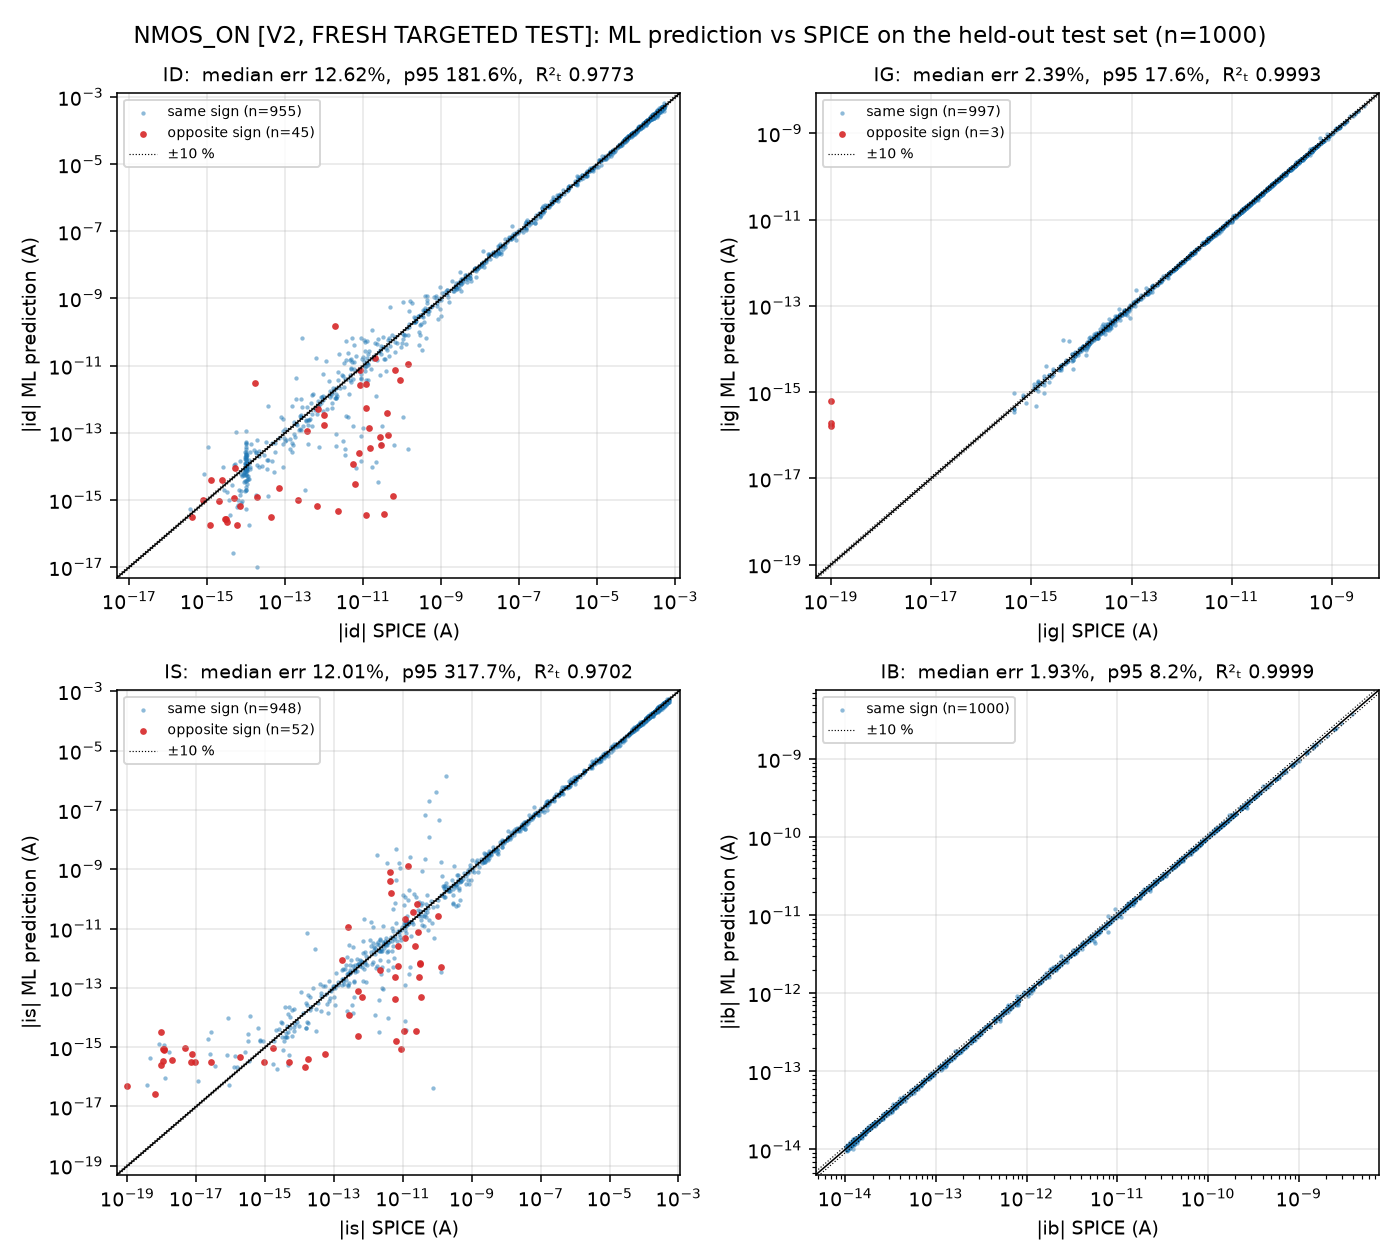 NMOS_ON [V2, FRESH TARGETED TEST]: ML prediction vs SPICE on the held-out test set (n=1000)
ID:  median err 12.62%,  p95 181.6%,  R²ₜ 0.9773
same sign (n=955)
opposite sign (n=45)
±10 %
10⁻³
10⁻⁵
10⁻⁷
10⁻⁹
10⁻¹¹
10⁻¹³
10⁻¹⁵
10⁻¹⁷
|id| ML prediction (A)
10⁻¹⁷ 10⁻¹⁵ 10⁻¹³ 10⁻¹¹ 10⁻⁹ 10⁻⁷ 10⁻⁵ 10⁻³
|id| SPICE (A)
IG:  median err 2.39%,  p95 17.6%,  R²ₜ 0.9993
same sign (n=997)
opposite sign (n=3)
±10 %
10⁻⁹
10⁻¹¹
10⁻¹³
10⁻¹⁵
10⁻¹⁷
10⁻¹⁹
|ig| ML prediction (A)
10⁻¹⁹ 10⁻¹⁷ 10⁻¹⁵ 10⁻¹³ 10⁻¹¹ 10⁻⁹
|ig| SPICE (A)
IS:  median err 12.01%,  p95 317.7%,  R²ₜ 0.9702
same sign (n=948)
opposite sign (n=52)
±10 %
10⁻³
10⁻⁵
10⁻⁷
10⁻⁹
10⁻¹¹
10⁻¹³
10⁻¹⁵
10⁻¹⁷
10⁻¹⁹
|is| ML prediction (A)
10⁻¹⁹ 10⁻¹⁷ 10⁻¹⁵ 10⁻¹³ 10⁻¹¹ 10⁻⁹ 10⁻⁷ 10⁻⁵ 10⁻³
|is| SPICE (A)
IB:  median err 1.93%,  p95 8.2%,  R²ₜ 0.9999
same sign (n=1000)
±10 %
10⁻⁹
10⁻¹⁰
10⁻¹¹
10⁻¹²
10⁻¹³
10⁻¹⁴
|ib| ML prediction (A)
10⁻¹⁴ 10⁻¹³ 10⁻¹² 10⁻¹¹ 10⁻¹⁰ 10⁻⁹
|ib| SPICE (A)